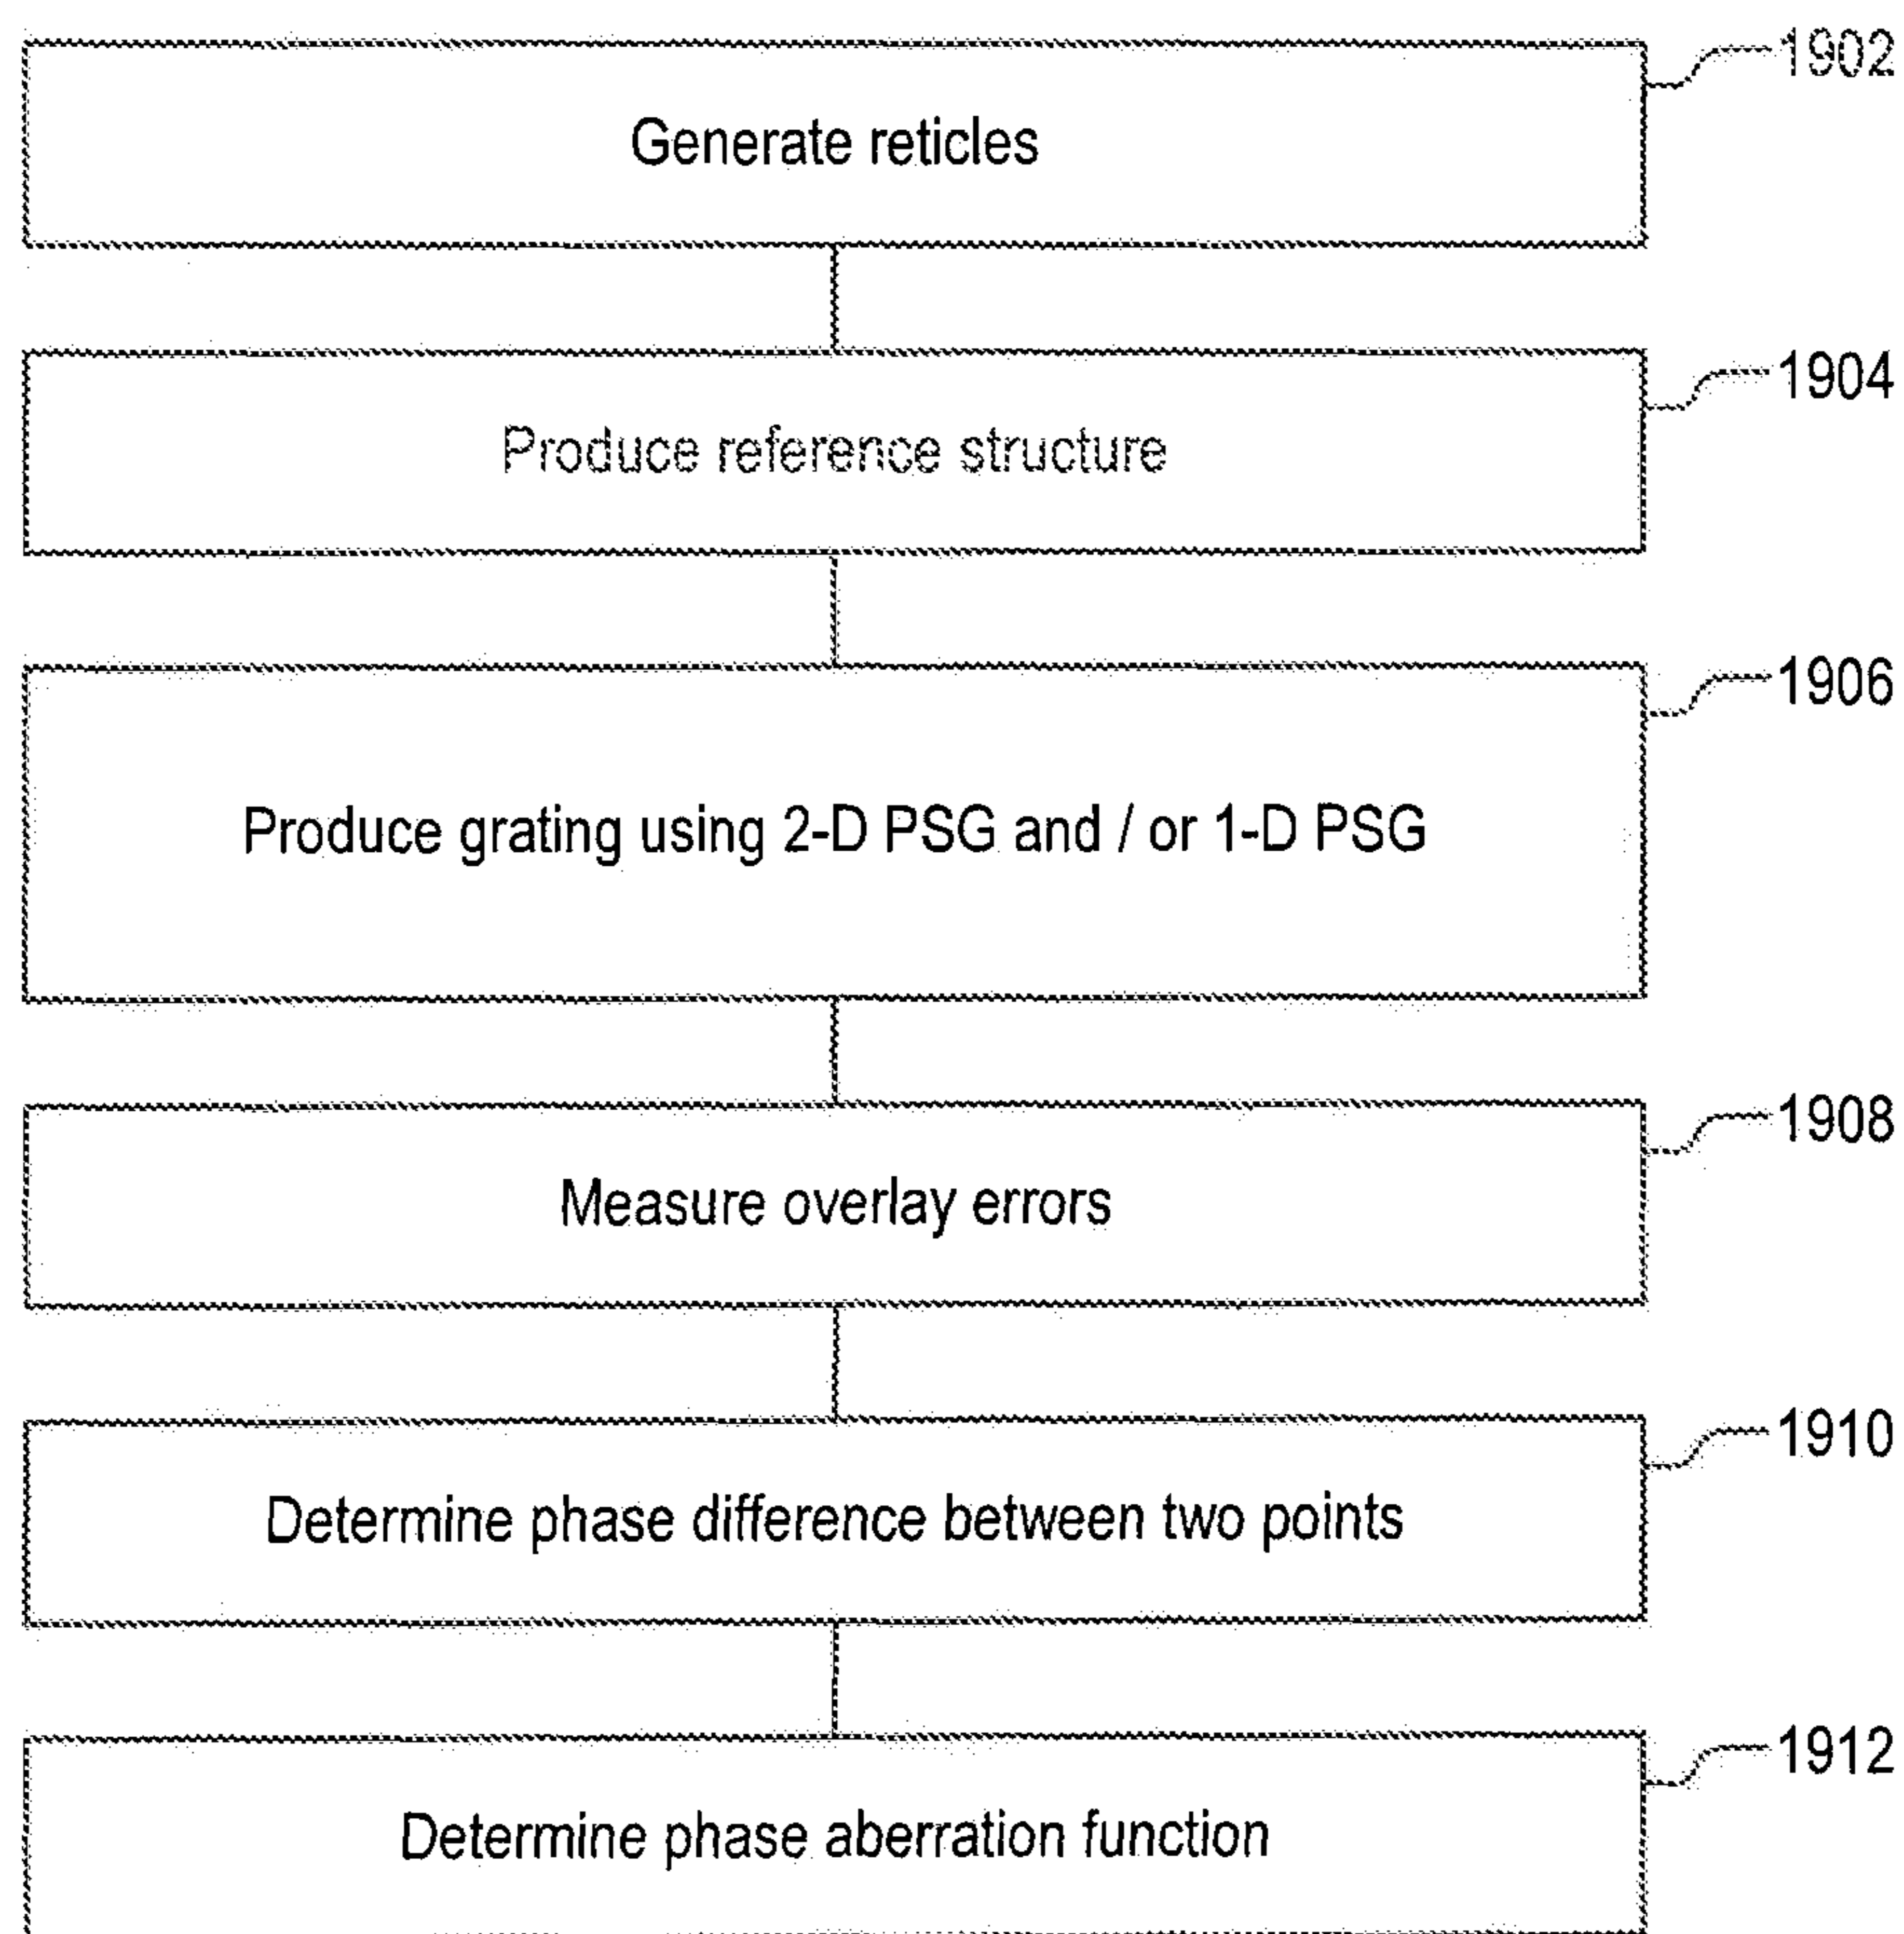 1902
Generate reticles
1904
Produce reference structure
1906
Produce grating using 2-D PSG and / or 1-D PSG
1908
Measure overlay errors
1910
Determine phase difference between two points
1912
Determine phase aberration function